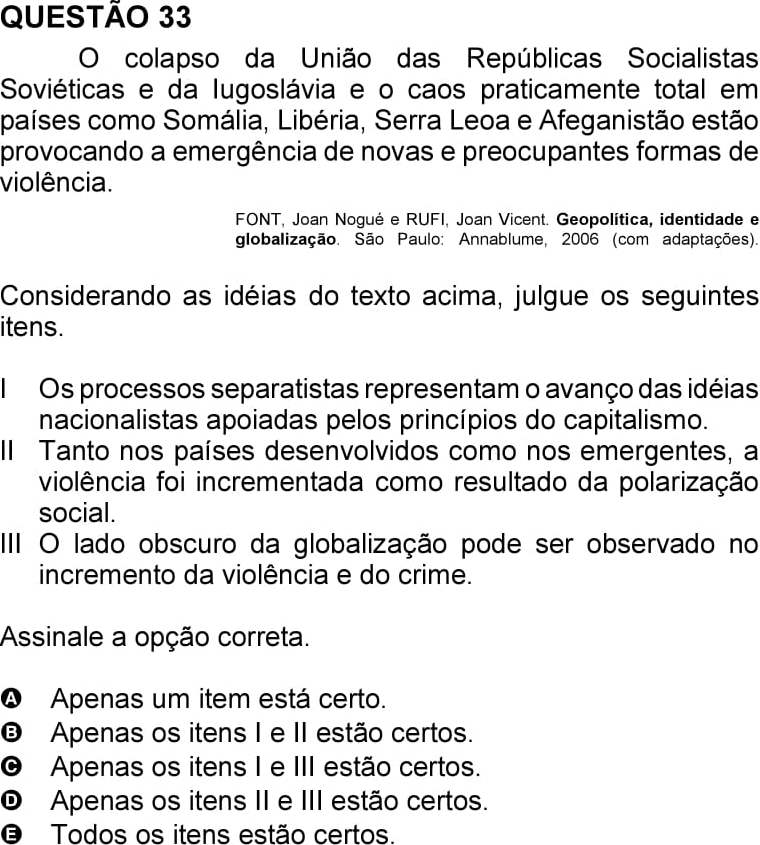 QUESTÃO 33
O colapso da União das Repúblicas Socialistas
Soviéticas e da Iugoslávia e o caos praticamente total em
países como Somália, Libéria, Serra Leoa e Afeganistão estão
provocando a emergência de novas e preocupantes formas de
violência.
FONT, Joan Nogué e RUFI, Joan Vicent. Geopolítica, identidade e
globalização. São Paulo: Annablume, 2006 (com adaptações).
Considerando as idéias do texto acima, julgue os seguintes
itens.
I Os processos separatistas representam o avanço das idéias
nacionalistas apoiadas pelos princípios do capitalismo.
II Tanto nos países desenvolvidos como nos emergentes, a
violência foi incrementada como resultado da polarização
social.
III O lado obscuro da globalização pode ser observado no
incremento da violência e do crime.
Assinale a opção correta.
A Apenas um item está certo.
B Apenas os itens I e II estão certos.
C Apenas os itens I e III estão certos.
D Apenas os itens II e III estão certos.
E Todos os itens estão certos.